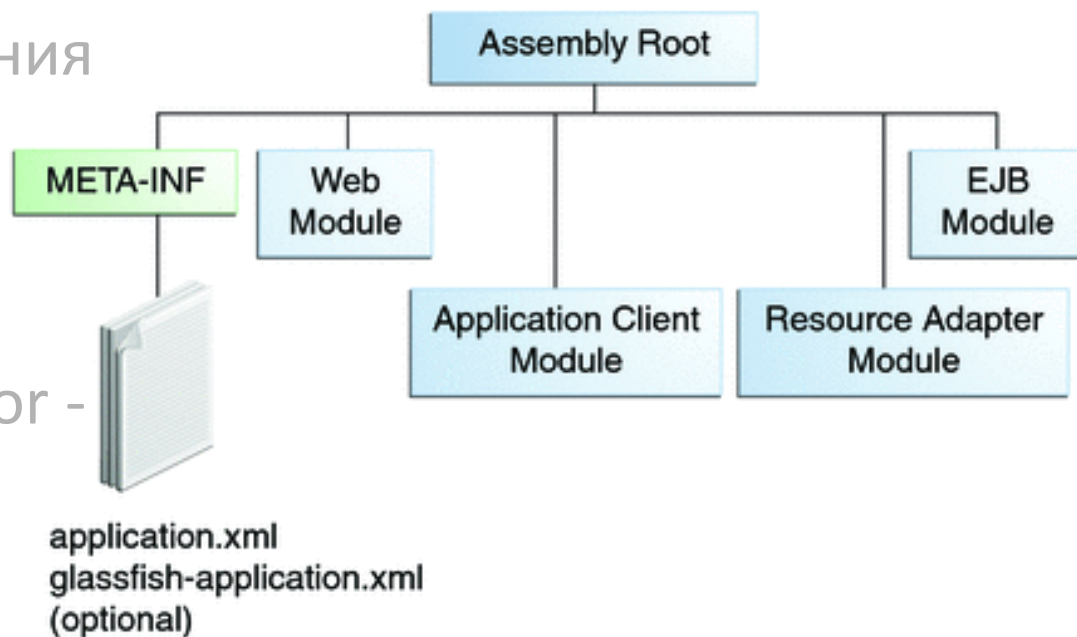 ния
Assembly Root
META-INF
Web
Module
EJB
Module
Application Client
Module
Resource Adapter
Module
or -
application.xml
glassfish-application.xml
(optional)